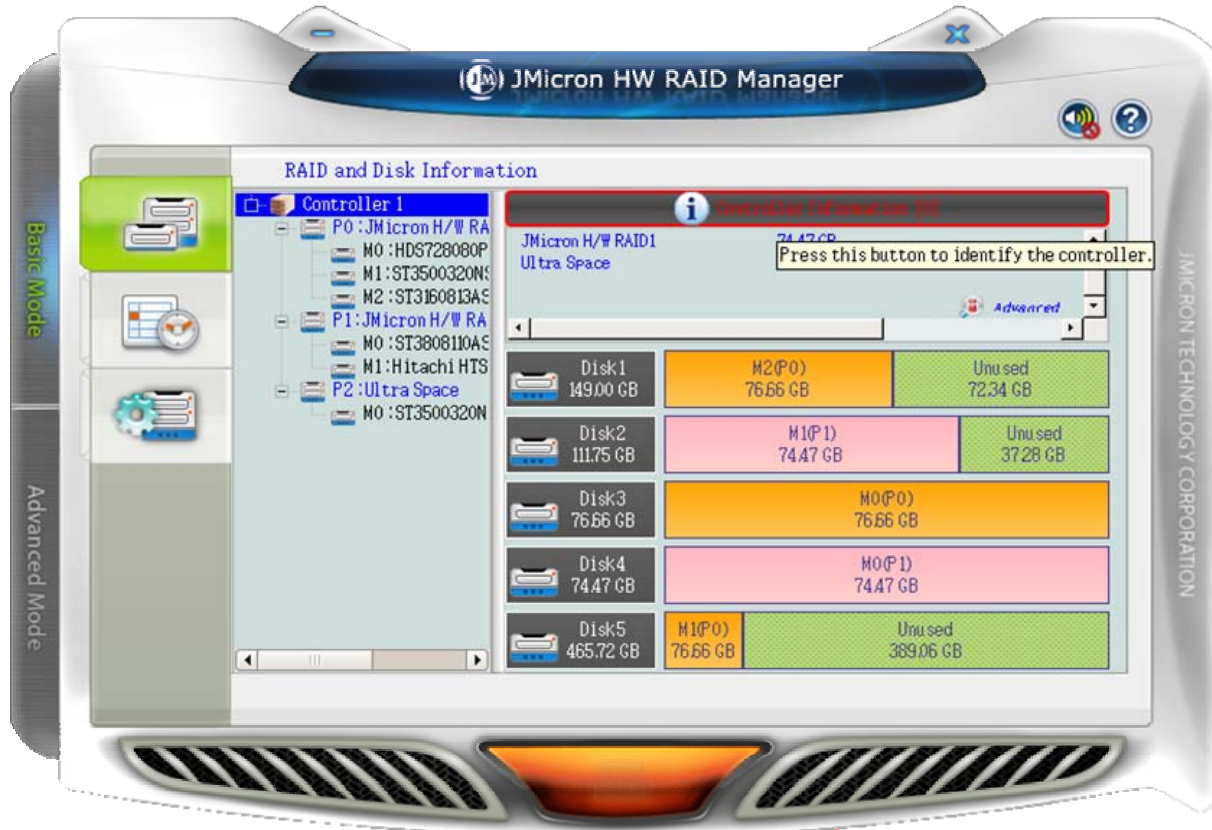 JMicron HW RAID Manager
RAID and Disk Information
Basic Mode
Advanced Mode
Controller 1
P0:JMicron H/W RA
M0:HDS728080P
M1:ST3500320NS
M2:ST3160813AS
P1:JMicron H/W RA
M0:ST3808110AS
M1:Hitachi HTS
P2:Ultra Space
M0:ST3500320N
Controller Information [0]
JMicron H/W RAID1 74.47 GB
Ultra Space
Press this button to identify the controller.
Advanced
Disk1
149.00 GB
M2(P0)
76.66 GB
Unused
72.34 GB
Disk2
111.75 GB
M1(P1)
74.47 GB
Unused
37.28 GB
Disk3
76.66 GB
M0(P0)
76.66 GB
Disk4
74.47 GB
M0(P1)
74.47 GB
Disk5
465.72 GB
M1(P0)
76.66 GB
Unused
389.06 GB
JMICRON TECHNOLOGY CORPORATION